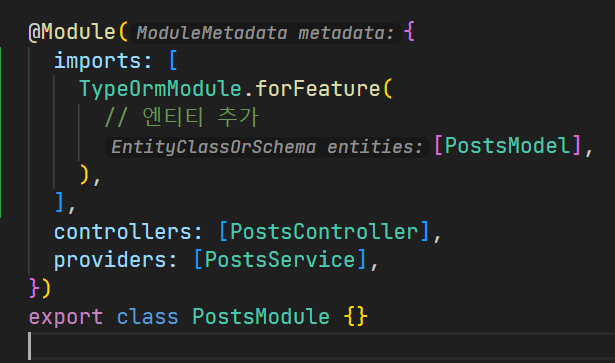 @Module( ModuleMetadata metadata: {
  imports: [
    TypeOrmModule.forFeature(
      // 엔티티 추가
      EntityClassOrSchema entities: [PostsModel],
    ),
  ],
  controllers: [PostsController],
  providers: [PostsService],
})
export class PostsModule {}